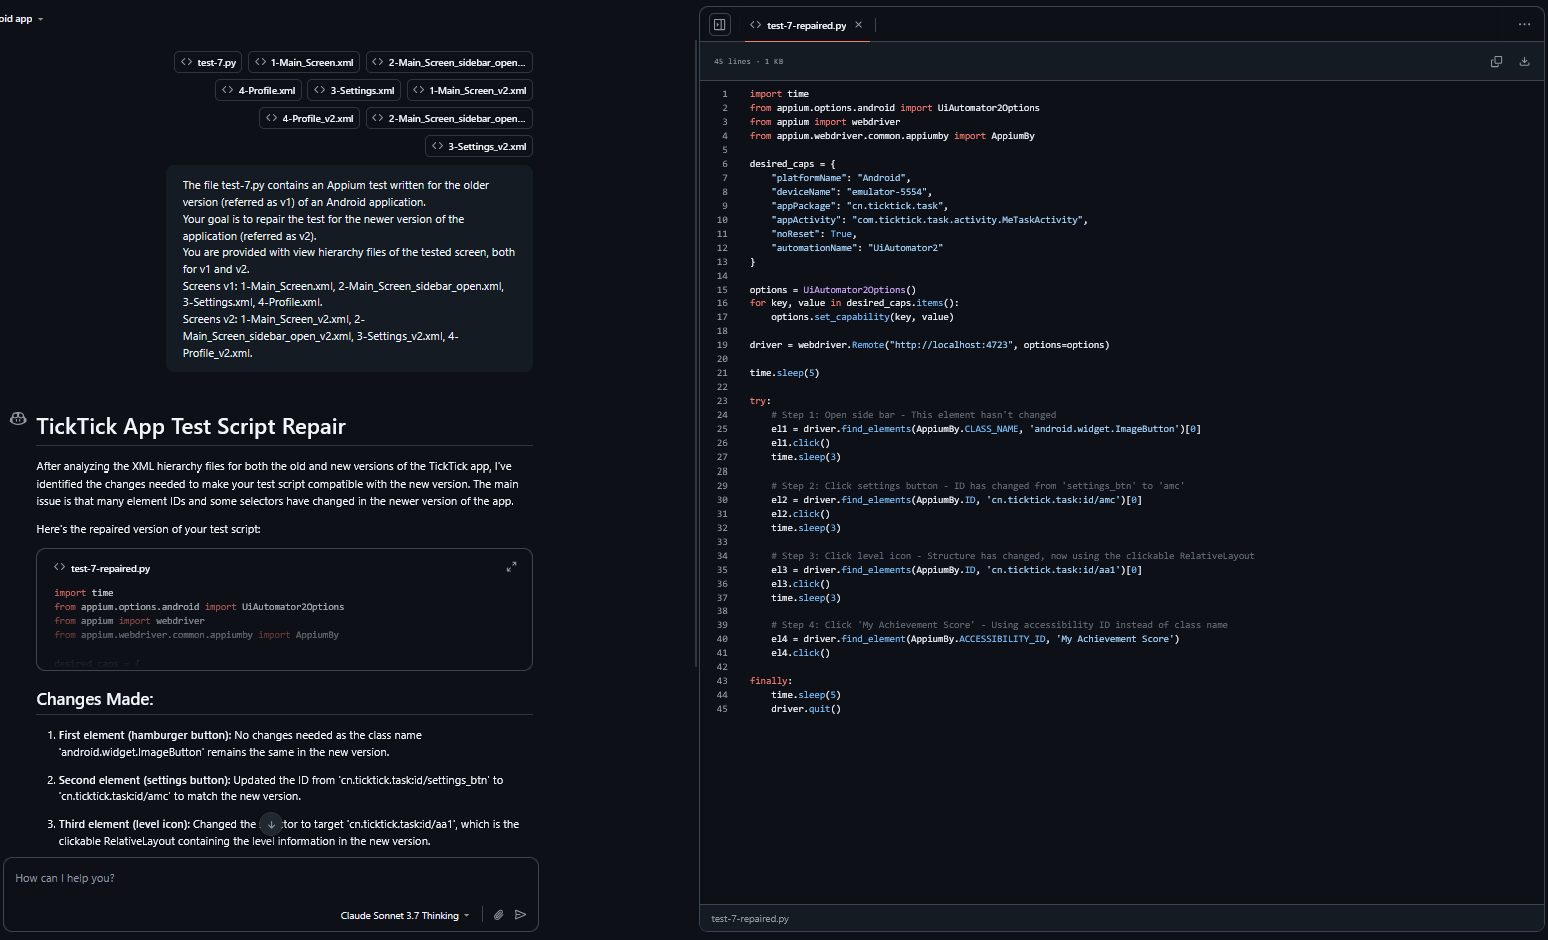 oid app
test-7.py
1-Main_Screen.xml
2-Main_Screen_sidebar_open...
4-Profile.xml
3-Settings.xml
1-Main_Screen_v2.xml
4-Profile_v2.xml
2-Main_Screen_sidebar_open...
3-Settings_v2.xml
The file test-7.py contains an Appium test written for the older
version (referred as v1) of an Android application.
Your goal is to repair the test for the newer version of the
application (referred as v2).
You are provided with view hierarchy files of the tested screen, both
for v1 and v2.
Screens v1: 1-Main_Screen.xml, 2-Main_Screen_sidebar_open.xml,
3-Settings.xml, 4-Profile.xml.
Screens v2: 1-Main_Screen_v2.xml, 2-
Main_Screen_sidebar_open_v2.xml, 3-Settings_v2.xml, 4-
Profile_v2.xml.
TickTick App Test Script Repair
After analyzing the XML hierarchy files for both the old and new versions of the TickTick app, I've
identified the changes needed to make your test script compatible with the new version. The main
issue is that many element IDs and some selectors have changed in the newer version of the app.
Here's the repaired version of your test script:
test-7-repaired.py
import time
from appium.options.android import UiAutomator2Options
from appium import webdriver
from appium.webdriver.common.appiumby import AppiumBy
desired_caps = {
Changes Made:
1. First element (hamburger button): No changes needed as the class name
'android.widget.ImageButton' remains the same in the new version.
2. Second element (settings button): Updated the ID from 'cn.ticktick.task:id/settings_btn' to
'cn.ticktick.task:id/amc' to match the new version.
3. Third element (level icon): Changed the tor to target 'cn.ticktick.task:id/aa1', which is the
clickable RelativeLayout containing the level information in the new version.
How can I help you?
Claude Sonnet 3.7 Thinking
test-7-repaired.py
45 lines · 1 KB
1 import time
2 from appium.options.android import UiAutomator2Options
3 from appium import webdriver
4 from appium.webdriver.common.appiumby import AppiumBy
5
6 desired_caps = {
7 "platformName": "Android",
8 "deviceName": "emulator-5554",
9 "appPackage": "cn.ticktick.task",
10 "appActivity": "com.ticktick.task.activity.MeTaskActivity",
11 "noReset": True,
12 "automationName": "UiAutomator2"
13 }
14
15 options = UiAutomator2Options()
16 for key, value in desired_caps.items():
17 options.set_capability(key, value)
18
19 driver = webdriver.Remote("http://localhost:4723", options=options)
20
21 time.sleep(5)
22
23 try:
24 # Step 1: Open side bar - This element hasn't changed
25 el1 = driver.find_elements(AppiumBy.CLASS_NAME, 'android.widget.ImageButton')[0]
26 el1.click()
27 time.sleep(3)
28
29 # Step 2: Click settings button - ID has changed from 'settings_btn' to 'amc'
30 el2 = driver.find_elements(AppiumBy.ID, 'cn.ticktick.task:id/amc')[0]
31 el2.click()
32 time.sleep(3)
33
34 # Step 3: Click level icon - Structure has changed, now using the clickable RelativeLayout
35 el3 = driver.find_elements(AppiumBy.ID, 'cn.ticktick.task:id/aa1')[0]
36 el3.click()
37 time.sleep(3)
38
39 # Step 4: Click 'My Achievement Score' - Using accessibility ID instead of class name
40 el4 = driver.find_element(AppiumBy.ACCESSIBILITY_ID, 'My Achievement Score')
41 el4.click()
42
43 finally:
44 time.sleep(5)
45 driver.quit()
test-7-repaired.py